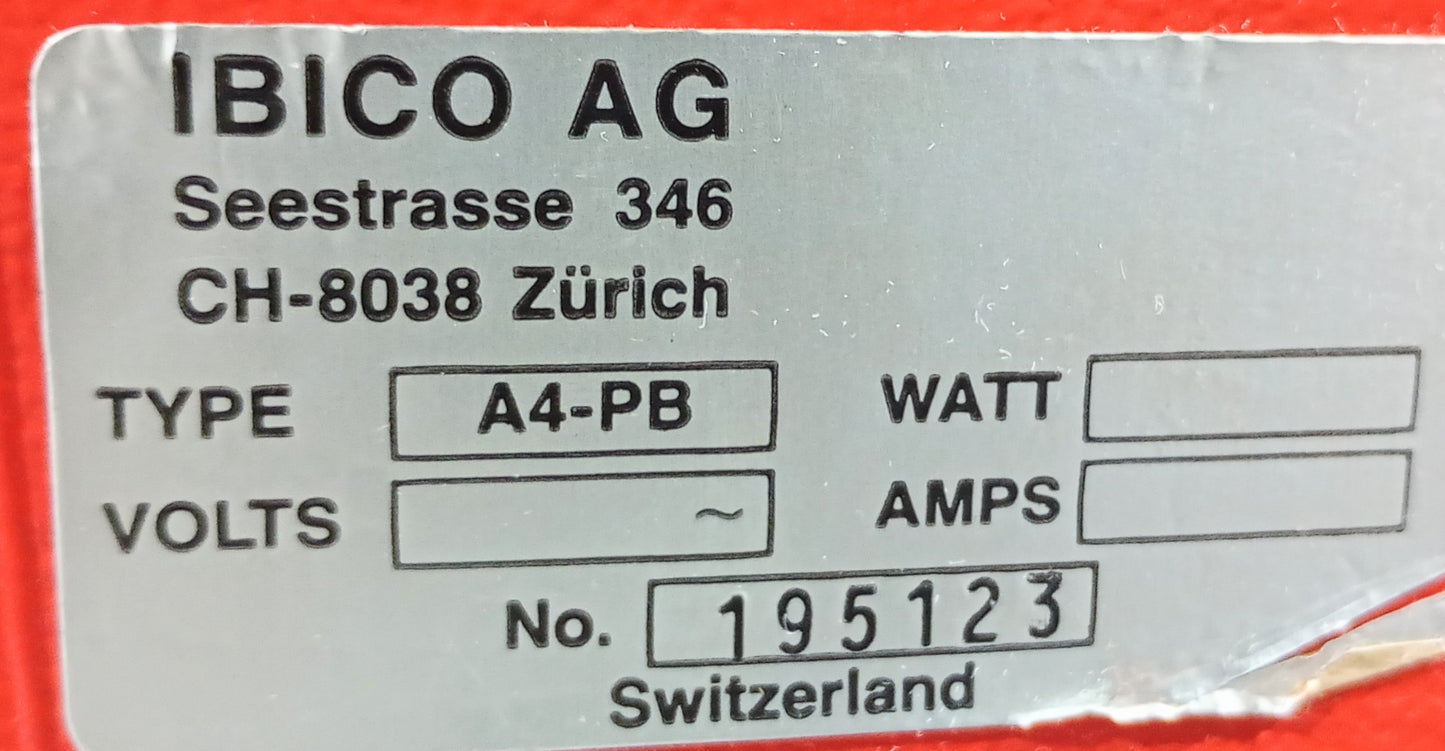 IBICO AG
Seestrasse 346
CH-8038 Zürich
TYPE A4-PB WATT
VOLTS ~ AMPS
No. 195123
Switzerland